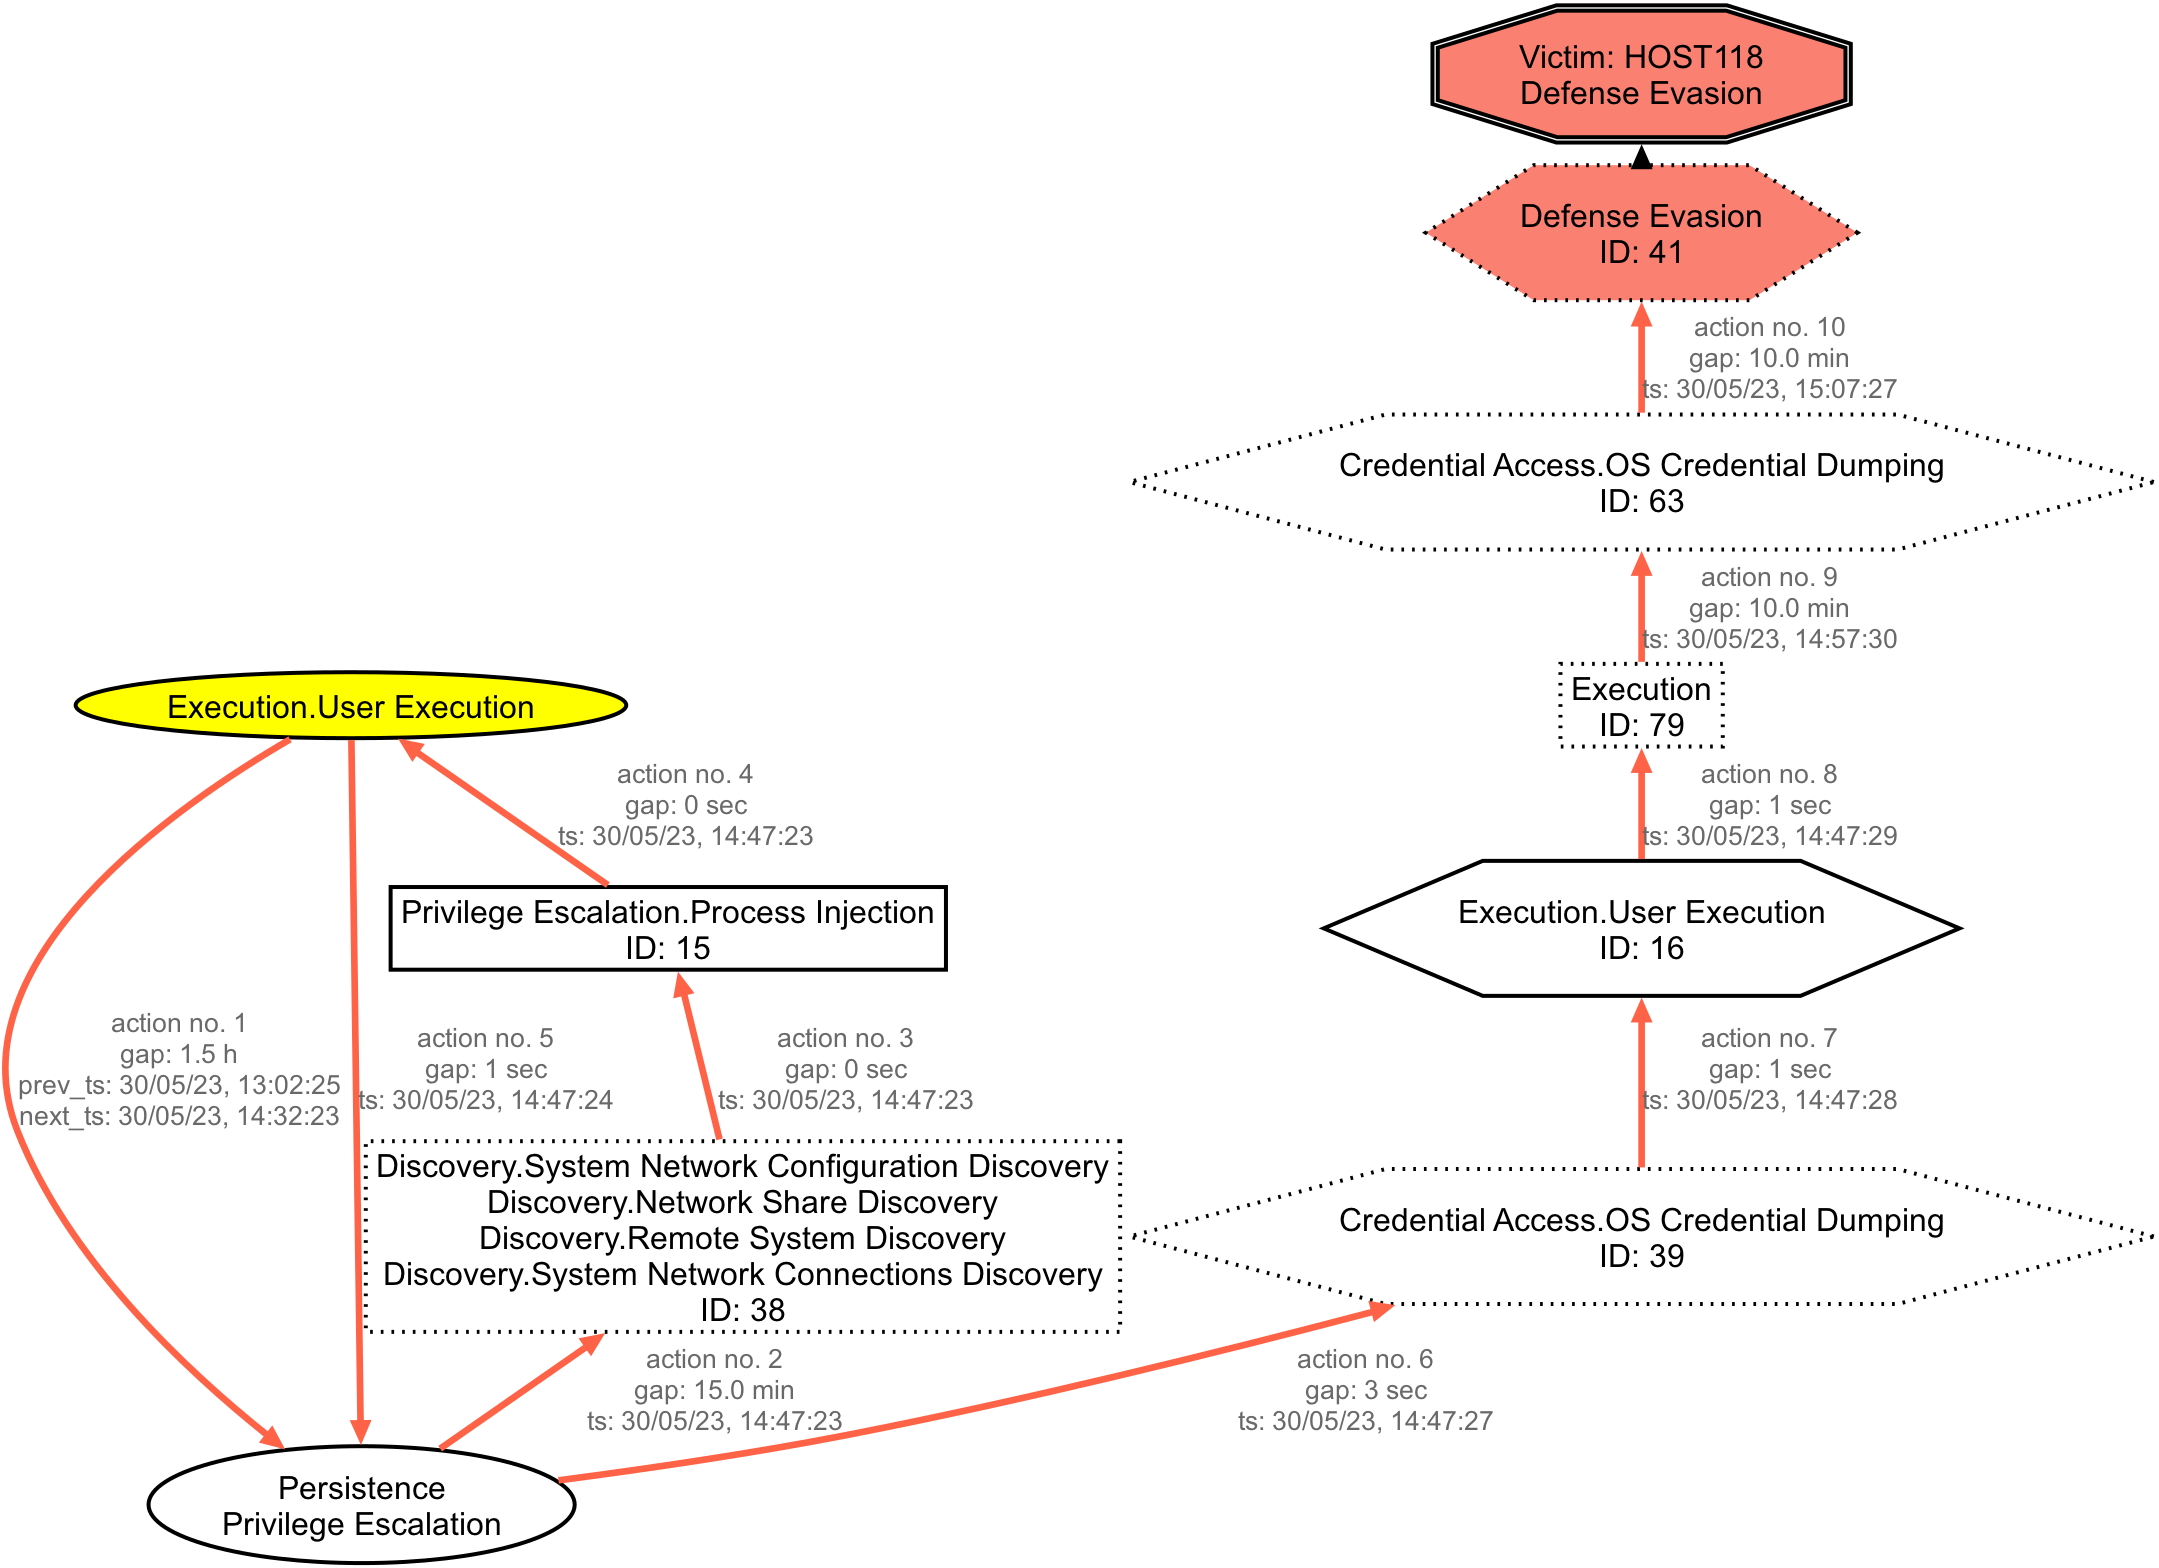 Victim: HOST118
Defense Evasion
Defense Evasion
ID: 41
action no. 10
gap: 10.0 min
ts: 30/05/23, 15:07:27
Credential Access.OS Credential Dumping
ID: 63
action no. 9
gap: 10.0 min
ts: 30/05/23, 14:57:30
Execution
ID: 79
Execution.User Execution
action no. 4
gap: 0 sec
ts: 30/05/23, 14:47:23
action no. 8
gap: 1 sec
ts: 30/05/23, 14:47:29
Privilege Escalation.Process Injection
ID: 15
Execution.User Execution
ID: 16
action no. 1
gap: 1.5 h
prev_ts: 30/05/23, 13:02:25
next_ts: 30/05/23, 14:32:23
action no. 5
gap: 1 sec
ts: 30/05/23, 14:47:24
action no. 3
gap: 0 sec
ts: 30/05/23, 14:47:23
action no. 7
gap: 1 sec
ts: 30/05/23, 14:47:28
Discovery.System Network Configuration Discovery
Discovery.Network Share Discovery
Discovery.Remote System Discovery
Discovery.System Network Connections Discovery
ID: 38
Credential Access.OS Credential Dumping
ID: 39
action no. 2
gap: 15.0 min
ts: 30/05/23, 14:47:23
action no. 6
gap: 3 sec
ts: 30/05/23, 14:47:27
Persistence
Privilege Escalation